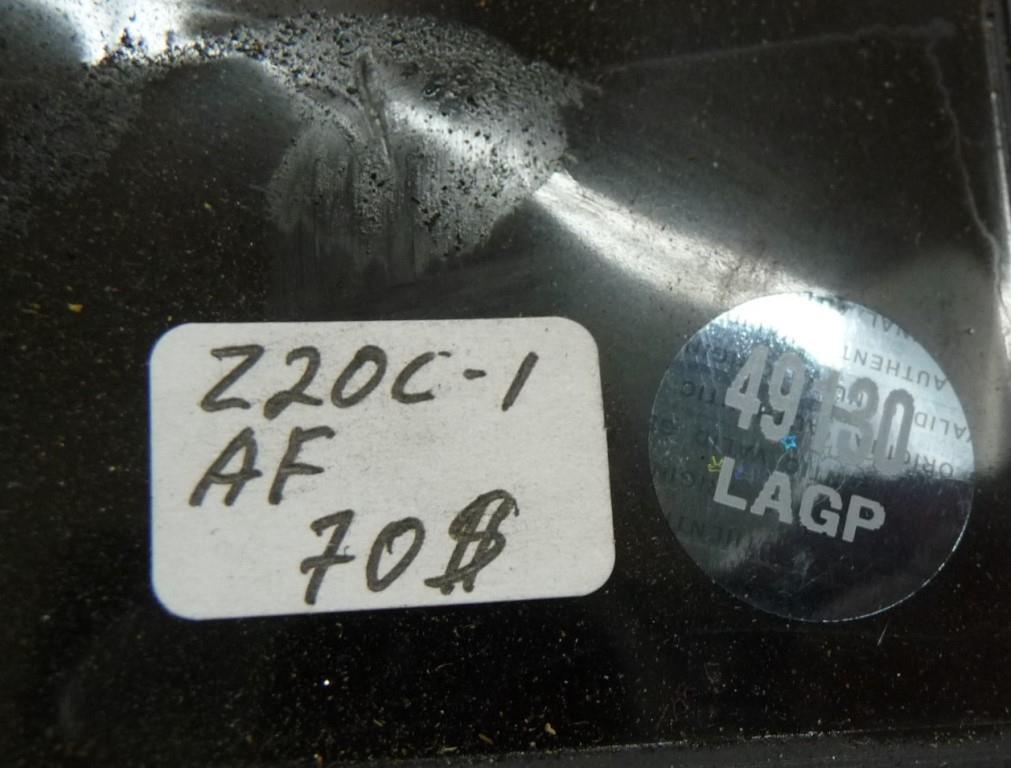 Z20C-1
AF
70$
49130
LAGP